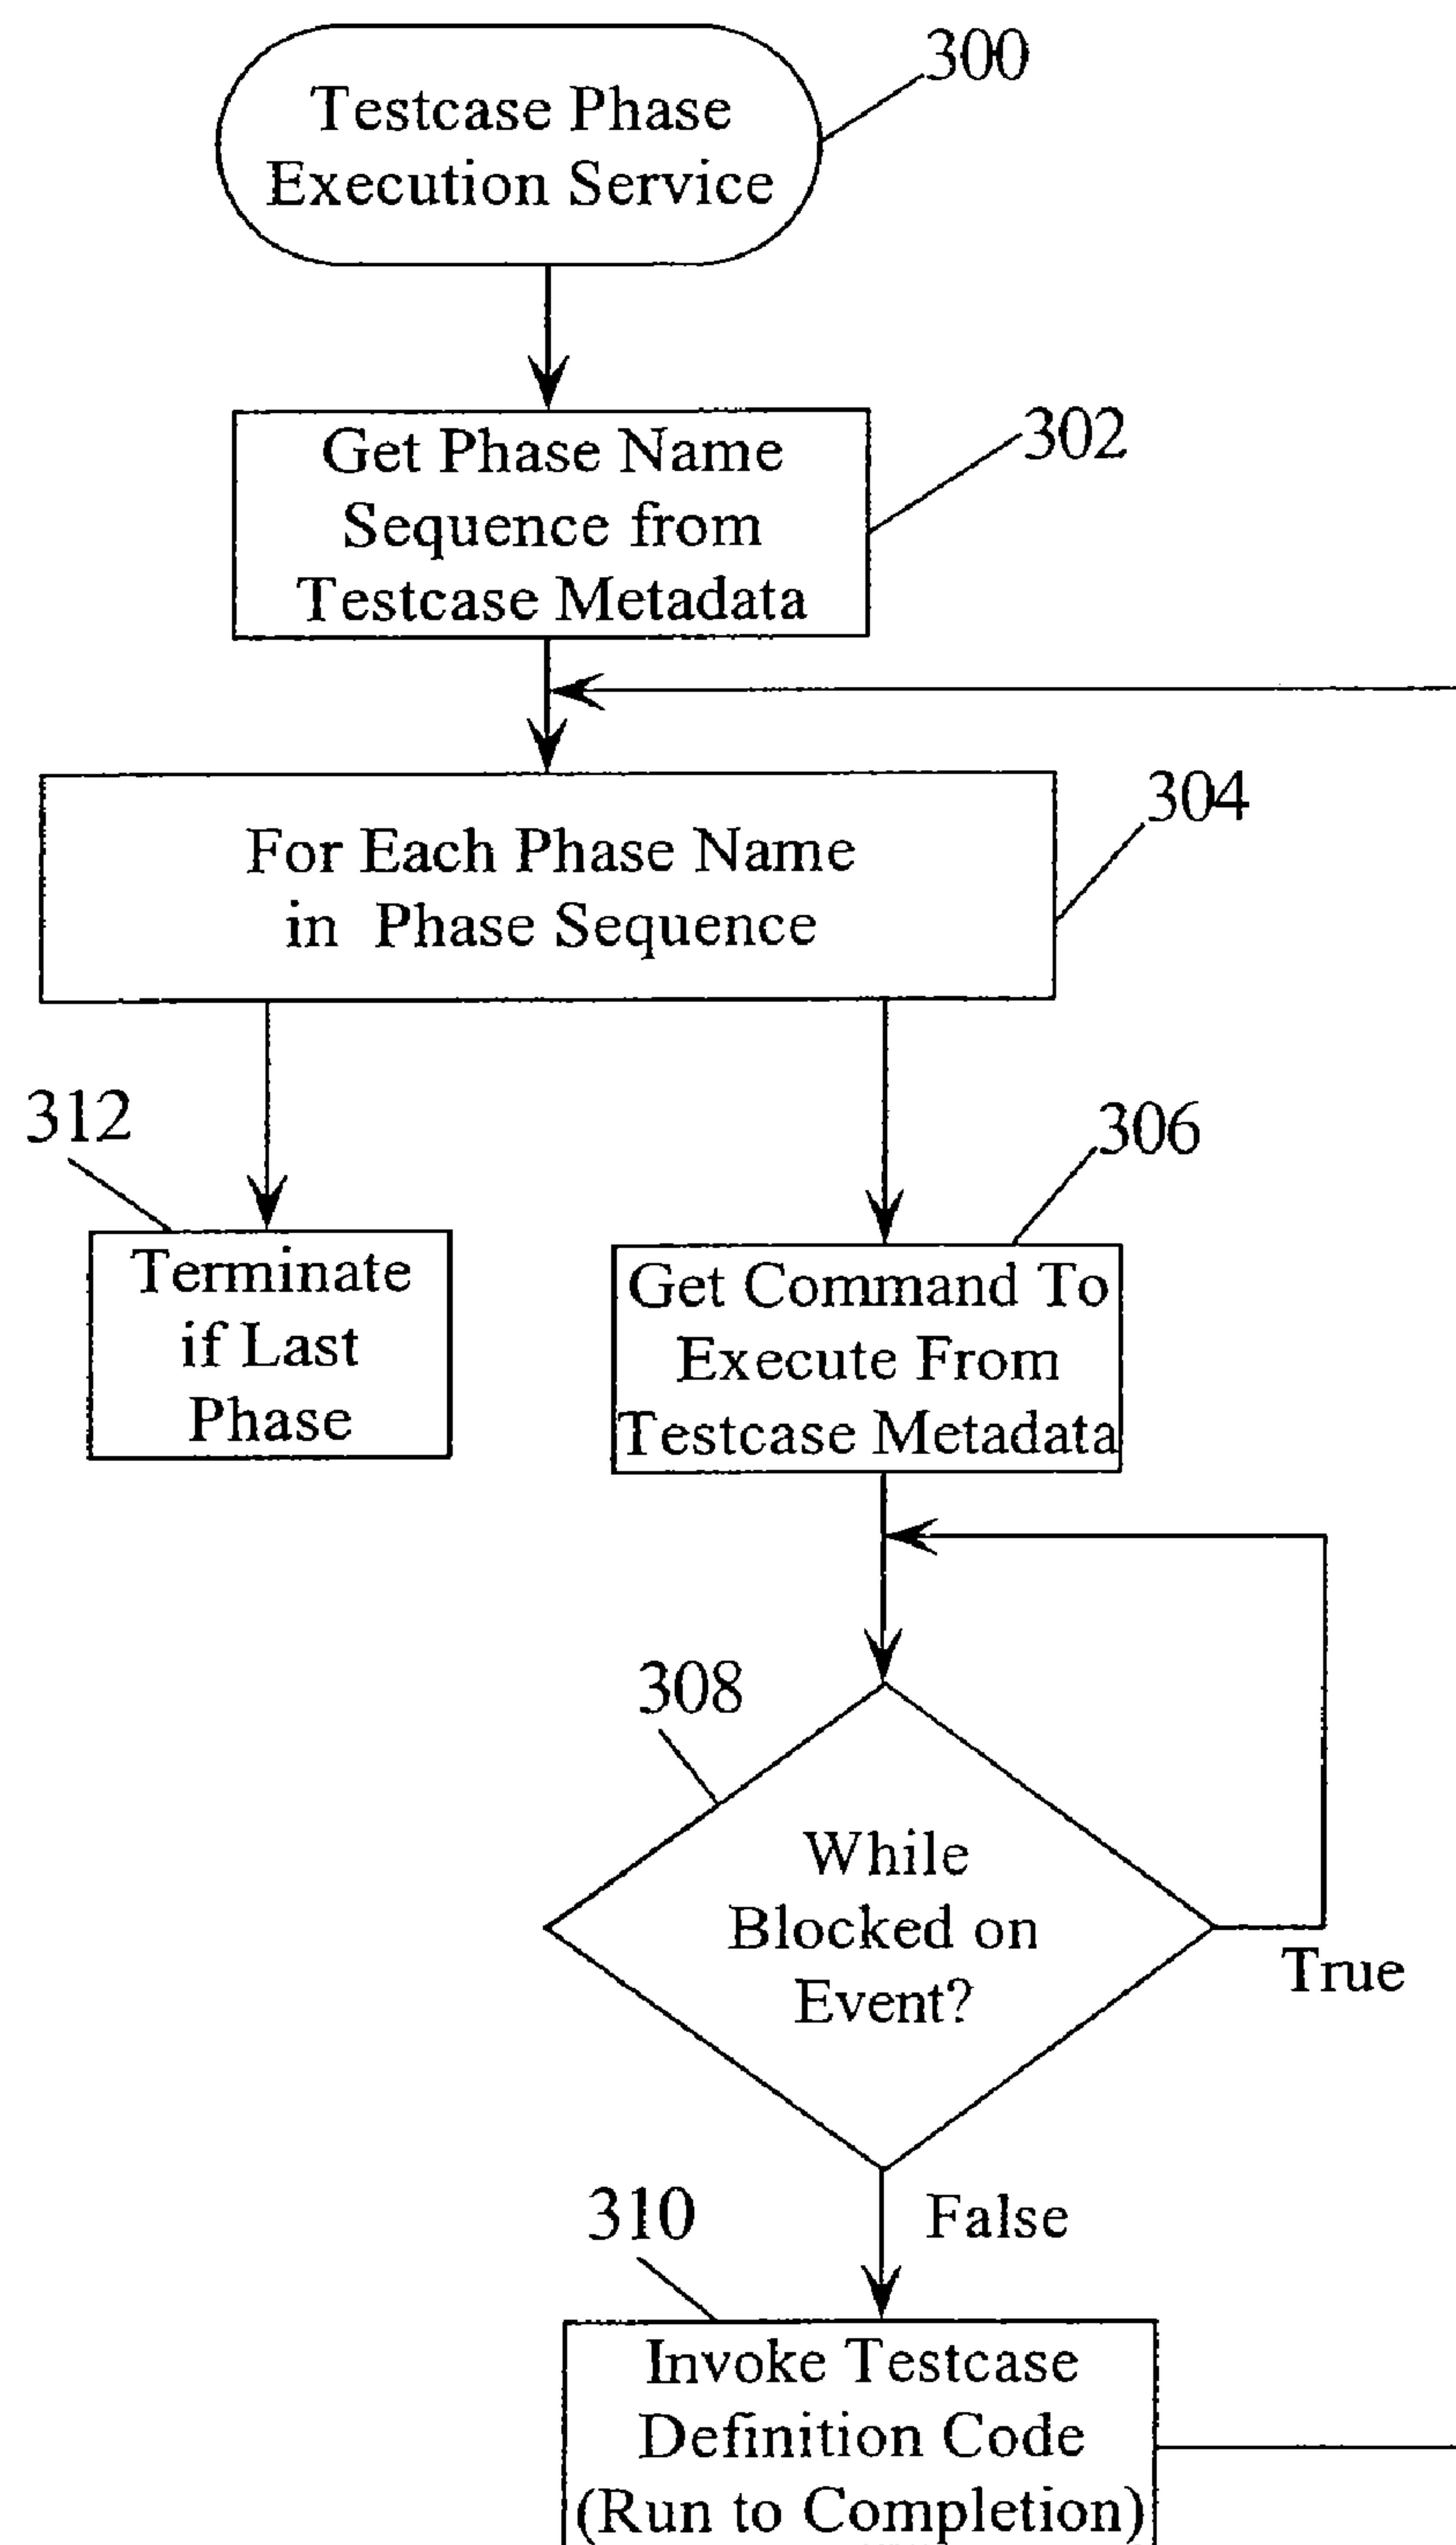 300
Testcase Phase
Execution Service
302
Get Phase Name
Sequence from
Testcase Metadata
304
For Each Phase Name
in Phase Sequence
312
Terminate
if Last
Phase
306
Get Command To
Execute From
Testcase Metadata
308
While
Blocked on
Event?
True
False
310
Invoke Testcase
Definition Code
(Run to Completion)